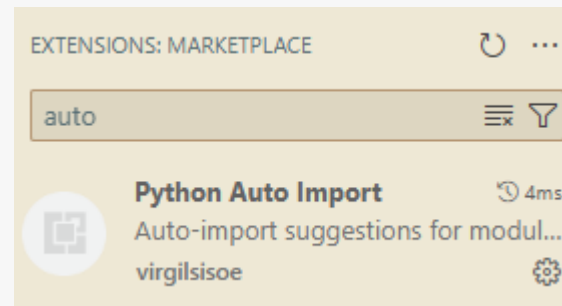 EXTENSIONS: MARKETPLACE
auto
Python Auto Import 4ms
Auto-import suggestions for modul...
virgilsisoe